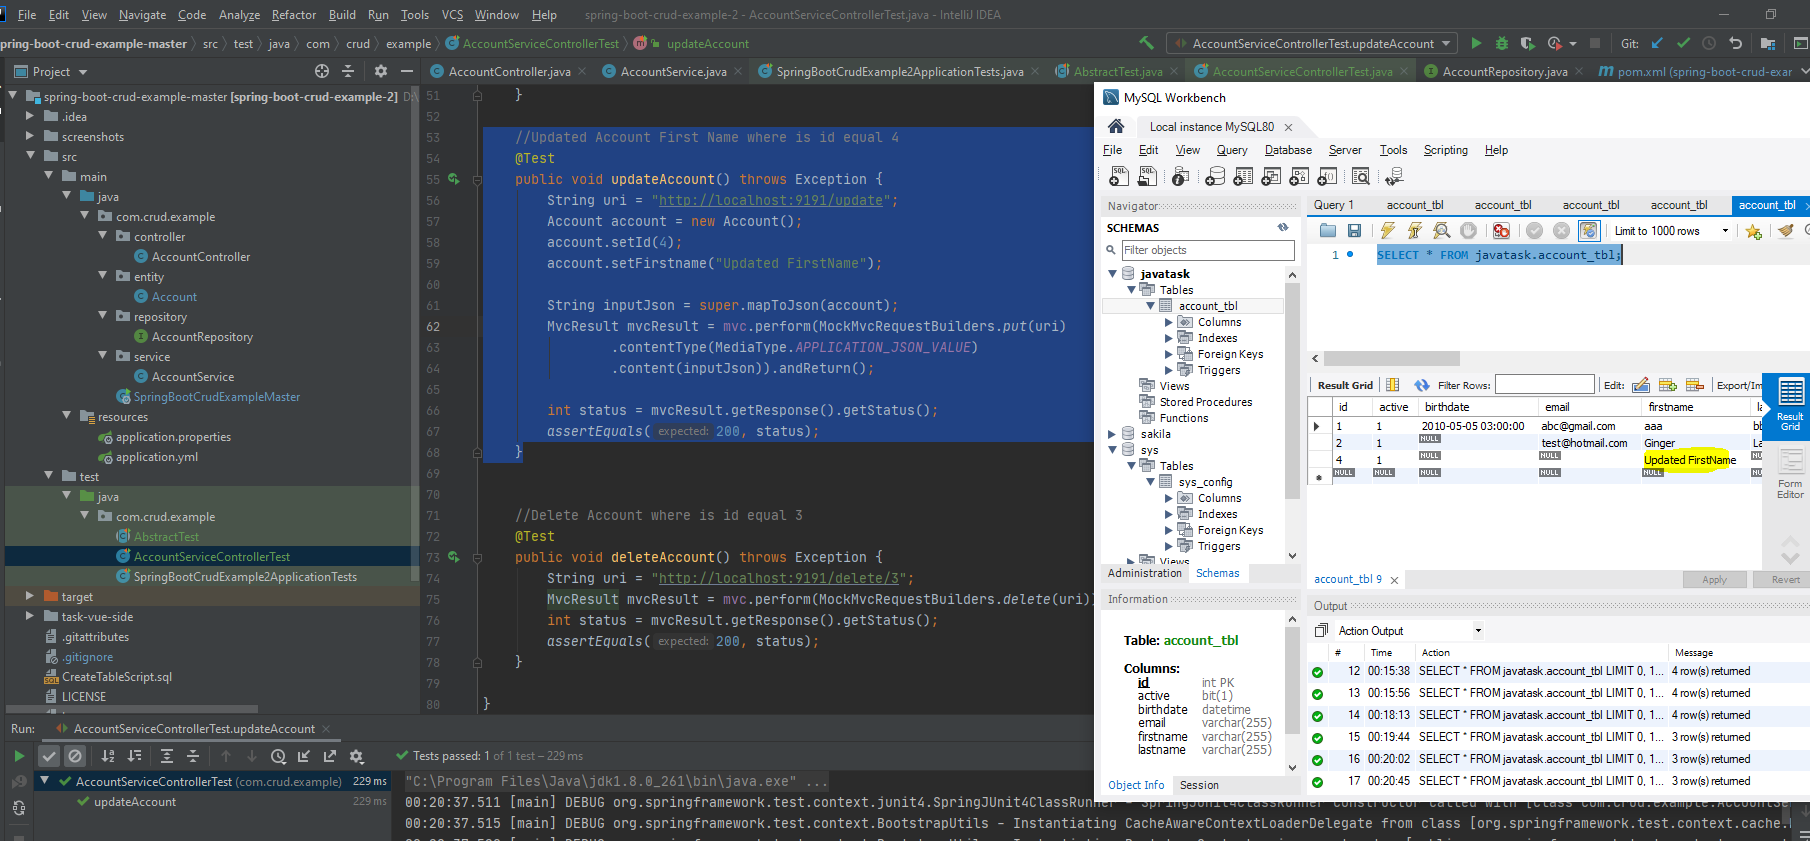 File Edit View Navigate Code Analyze Refactor Build Run Tools VCS Window Help spring-boot-crud-example-2 - AccountServiceControllerTest.java - IntelliJ IDEA
pring-boot-crud-example-master src test java com crud example AccountServiceControllerTest updateAccount AccountServiceControllerTest.updateAccount Git:
Project
AccountController.java AccountService.java SpringBootCrudExample2ApplicationTests.java AbstractTest.java AccountServiceControllerTest.java AccountRepository.java pom.xml (spring-boot-crud-exar
spring-boot-crud-example-master [spring-boot-crud-example-2] D:\
.idea
screenshots
src
main
java
com.crud.example
controller
AccountController
entity
Account
repository
AccountRepository
service
AccountService
SpringBootCrudExampleMaster
resources
application.properties
application.yml
test
java
com.crud.example
AbstractTest
AccountServiceControllerTest
SpringBootCrudExample2ApplicationTests
target
task-vue-side
.gitattributes
.gitignore
CreateTableScript.sql
LICENSE
51 }
52
53 //Updated Account First Name where is id equal 4
54 @Test
55 public void updateAccount() throws Exception {
56 String uri = "http://localhost:9191/update";
57 Account account = new Account();
58 account.setId(4);
59 account.setFirstname("Updated FirstName");
60
61 String inputJson = super.mapToJson(account);
62 MvcResult mvcResult = mvc.perform(MockMvcRequestBuilders.put(uri)
63 .contentType(MediaType.APPLICATION_JSON_VALUE)
64 .content(inputJson)).andReturn();
65
66 int status = mvcResult.getResponse().getStatus();
67 assertEquals( expected: 200, status);
68 }
69
70
71 //Delete Account where is id equal 3
72 @Test
73 public void deleteAccount() throws Exception {
74 String uri = "http://localhost:9191/delete/3";
75 MvcResult mvcResult = mvc.perform(MockMvcRequestBuilders.delete(uri))
76 int status = mvcResult.getResponse().getStatus();
77 assertEquals( expected: 200, status);
78 }
79
80 }
MySQL Workbench
Local instance MySQL80
File Edit View Query Database Server Tools Scripting Help
Navigator
SCHEMAS
Filter objects
javatask
Tables
account_tbl
Columns
Indexes
Foreign Keys
Triggers
Views
Stored Procedures
Functions
sakila
sys
Tables
sys_config
Columns
Indexes
Foreign Keys
Triggers
Views
Administration Schemas
Information
Table: account_tbl
Columns:
id int PK
active bit(1)
birthdate datetime
email varchar(255)
firstname varchar(255)
lastname varchar(255)
Object Info Session
Query 1 account_tbl account_tbl account_tbl account_tbl account_tbl
Limit to 1000 rows
1 SELECT * FROM javatask.account_tbl;
Result Grid Filter Rows: Edit: Export/Im
id active birthdate email firstname la
1 1 2010-05-05 03:00:00 abc@gmail.com aaa bb
2 1 NULL test@hotmail.com Ginger La
4 1 NULL NULL Updated FirstName NULL
NULL NULL NULL NULL NULL NULL
Result Grid
Form Editor
account_tbl 9 Apply Revert
Output
Action Output
# Time Action Message
12 00:15:38 SELECT * FROM javatask.account_tbl LIMIT 0, 1... 4 row(s) returned
13 00:15:56 SELECT * FROM javatask.account_tbl LIMIT 0, 1... 4 row(s) returned
14 00:18:13 SELECT * FROM javatask.account_tbl LIMIT 0, 1... 4 row(s) returned
15 00:19:44 SELECT * FROM javatask.account_tbl LIMIT 0, 1... 3 row(s) returned
16 00:20:02 SELECT * FROM javatask.account_tbl LIMIT 0, 1... 3 row(s) returned
17 00:20:45 SELECT * FROM javatask.account_tbl LIMIT 0, 1... 3 row(s) returned
Run: AccountServiceControllerTest.updateAccount
Tests passed: 1 of 1 test – 229 ms
AccountServiceControllerTest (com.crud.example) 229 ms
updateAccount 229 ms
"C:\Program Files\Java\jdk1.8.0_261\bin\java.exe" ...
00:20:37.511 [main] DEBUG org.springframework.test.context.junit4.SpringJUnit4ClassRunner - SpringJUnit4ClassRunner constructor called with [class com.crud.example.AccountSe
00:20:37.515 [main] DEBUG org.springframework.test.context.BootstrapUtils - Instantiating CacheAwareContextLoaderDelegate from class [org.springframework.test.context.cache.